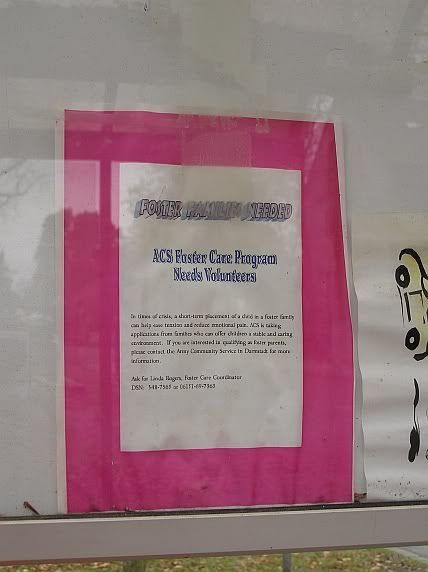 FOSTER FAMILIES NEEDED
ACS Foster Care Program
Needs Volunteers
In times of crisis, a short-term placement of a child in a foster family
can help ease tension and reduce emotional pain. ACS is taking
applications from families who can offer children a stable and caring
environment. If you are interested in qualifying as foster parents,
please contact the Army Community Service in Darmstadt for more
information.
Ask for Linda Rogers, Foster Care Coordinator
DSN: 348-7565 or 06151-69-7565